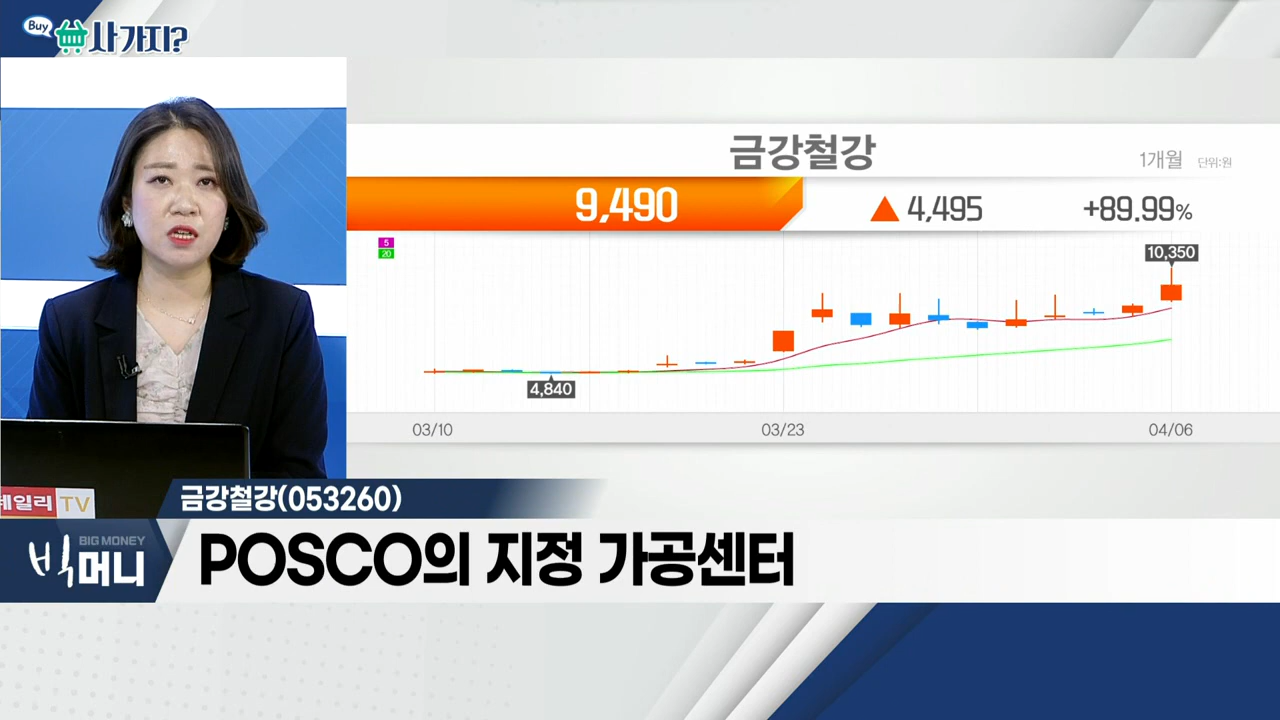 Buy 사가지?
금강철강
1개월 단위:원
9,490 ▲ 4,495 +89.99%
5
20
10,350
4,840
03/10 03/23 04/06
데일리 TV
금강철강(053260)
BIG MONEY
빅머니
POSCO의 지정 가공센터